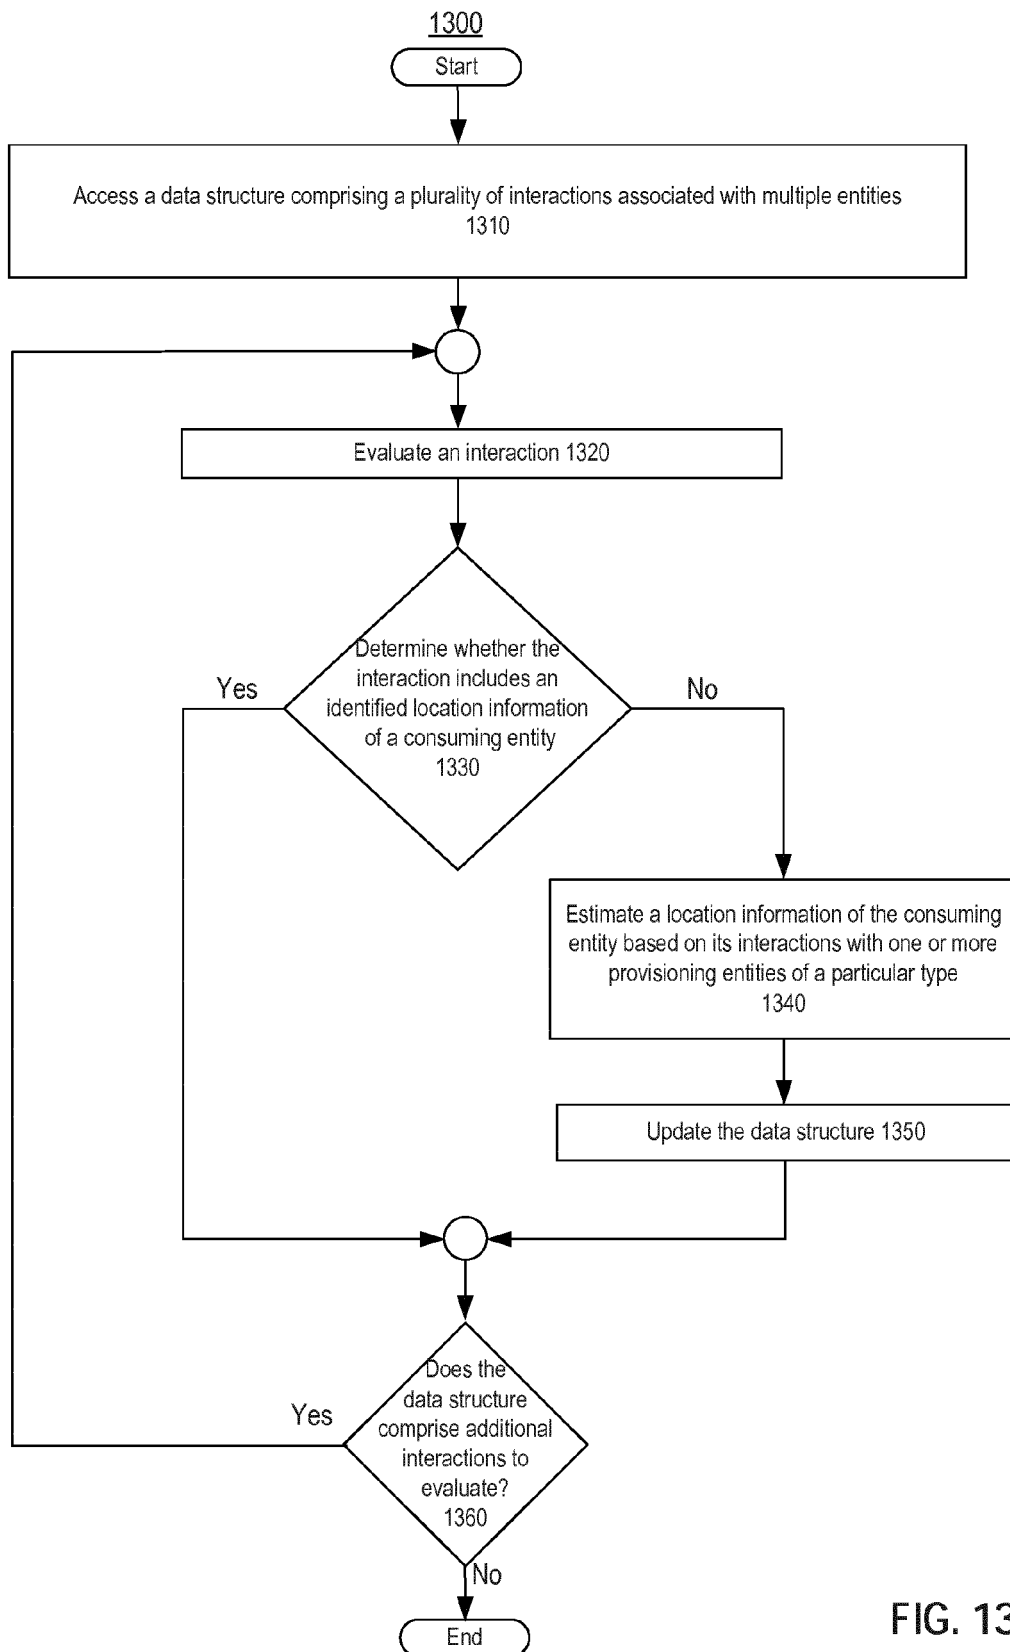 1300
Start
Access a data structure comprising a plurality of interactions associated with multiple entities
1310
Evaluate an interaction 1320
Determine whether the
interaction includes an
identified location information
of a consuming entity
1330
Yes
No
Estimate a location information of the consuming
entity based on its interactions with one or more
provisioning entities of a particular type
1340
Update the data structure 1350
Does the
data structure
comprise additional
interactions to
evaluate?
1360
Yes
No
End
FIG. 13